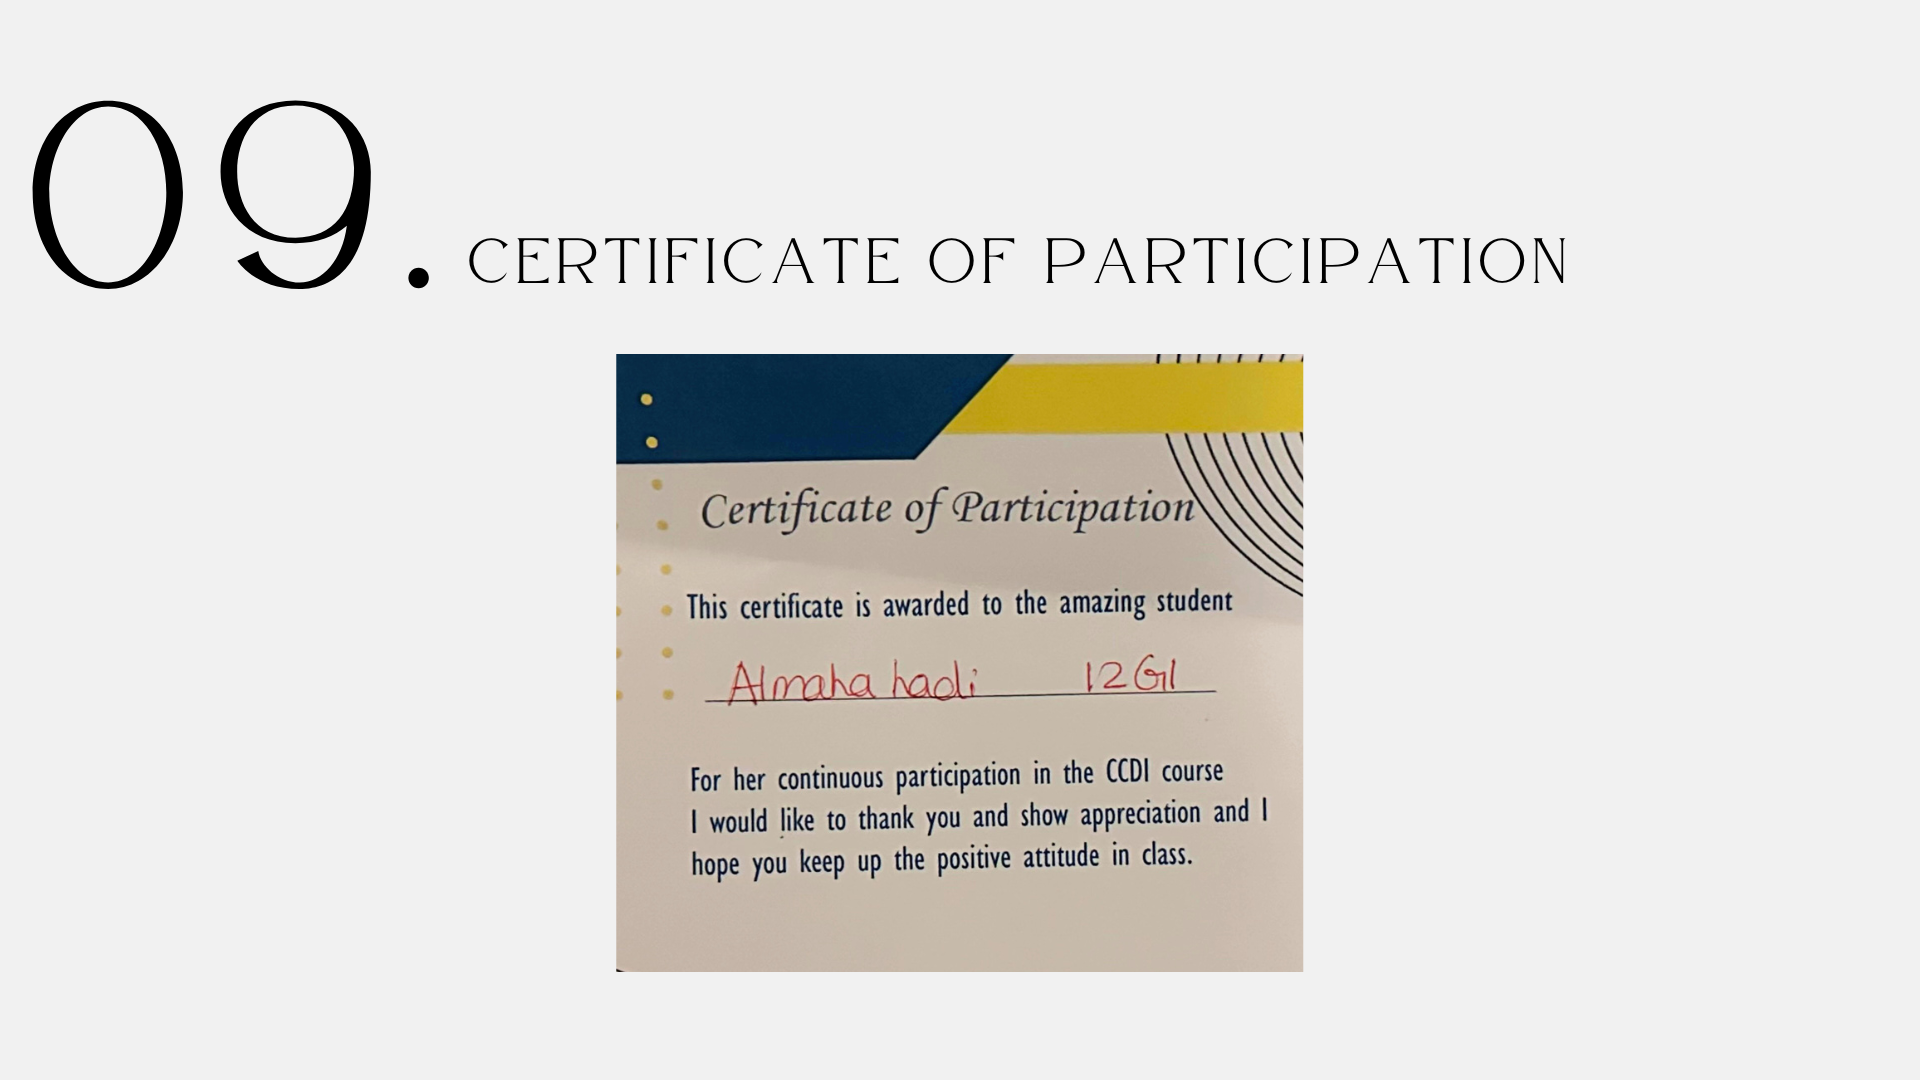 09. CERTIFICATE OF PARTICIPATION
Certificate of Participation
This certificate is awarded to the amazing student
Almaha hadi 12G1
For her continuous participation in the CCDI course
I would like to thank you and show appreciation and I
hope you keep up the positive attitude in class.